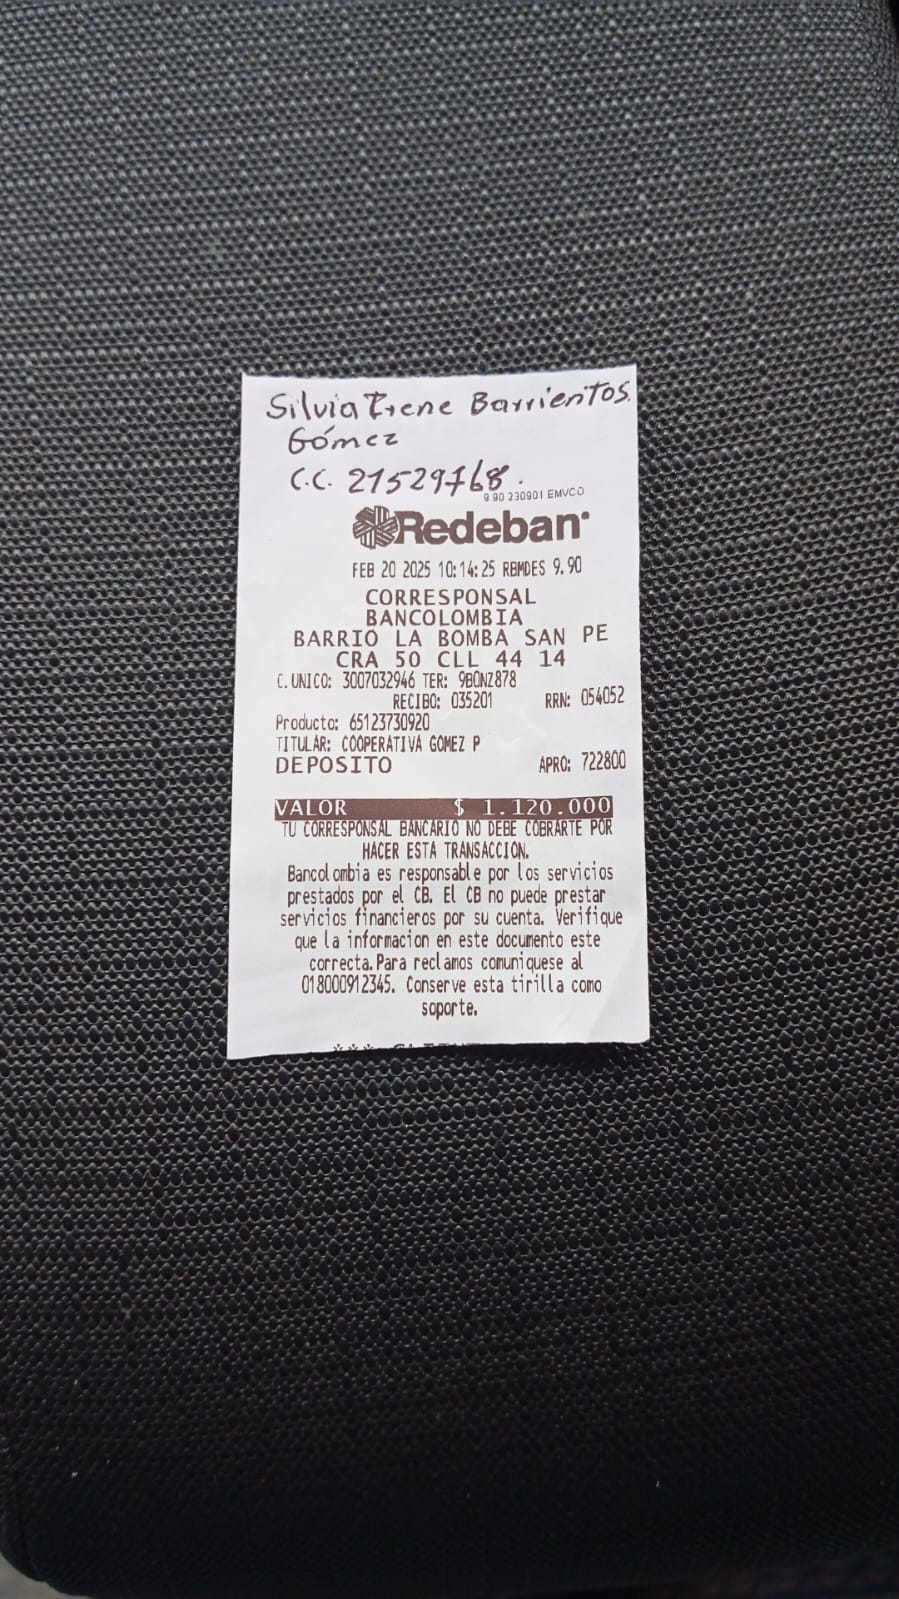 Silvia Irene Barrientos.
Gómez
C.C. 21529768.
9.90 230901 EMVCO
Redeban
FEB 20 2025 10:14:25 RBMDES 9.90
CORRESPONSAL
BANCOLOMBIA
BARRIO LA BOMBA SAN PE
CRA 50 CLL 44 14
C. UNICO: 3007032946 TER: 9BONZ878
RECIBO: 035201 RRN: 054052
Producto: 65123730920
TITULAR: COOPERATIVA GOMEZ P
DEPOSITO APRO: 722800
VALOR $ 1.120.000
TU CORRESPONSAL BANCARIO NO DEBE COBRARTE POR
HACER ESTA TRANSACCION.
Bancolombia es responsable por los servicios
prestados por el CB. El CB no puede prestar
servicios financieros por su cuenta. Verifique
que la informacion en este documento este
correcta. Para reclamos comuniquese al
018000912345. Conserve esta tirilla como
soporte.